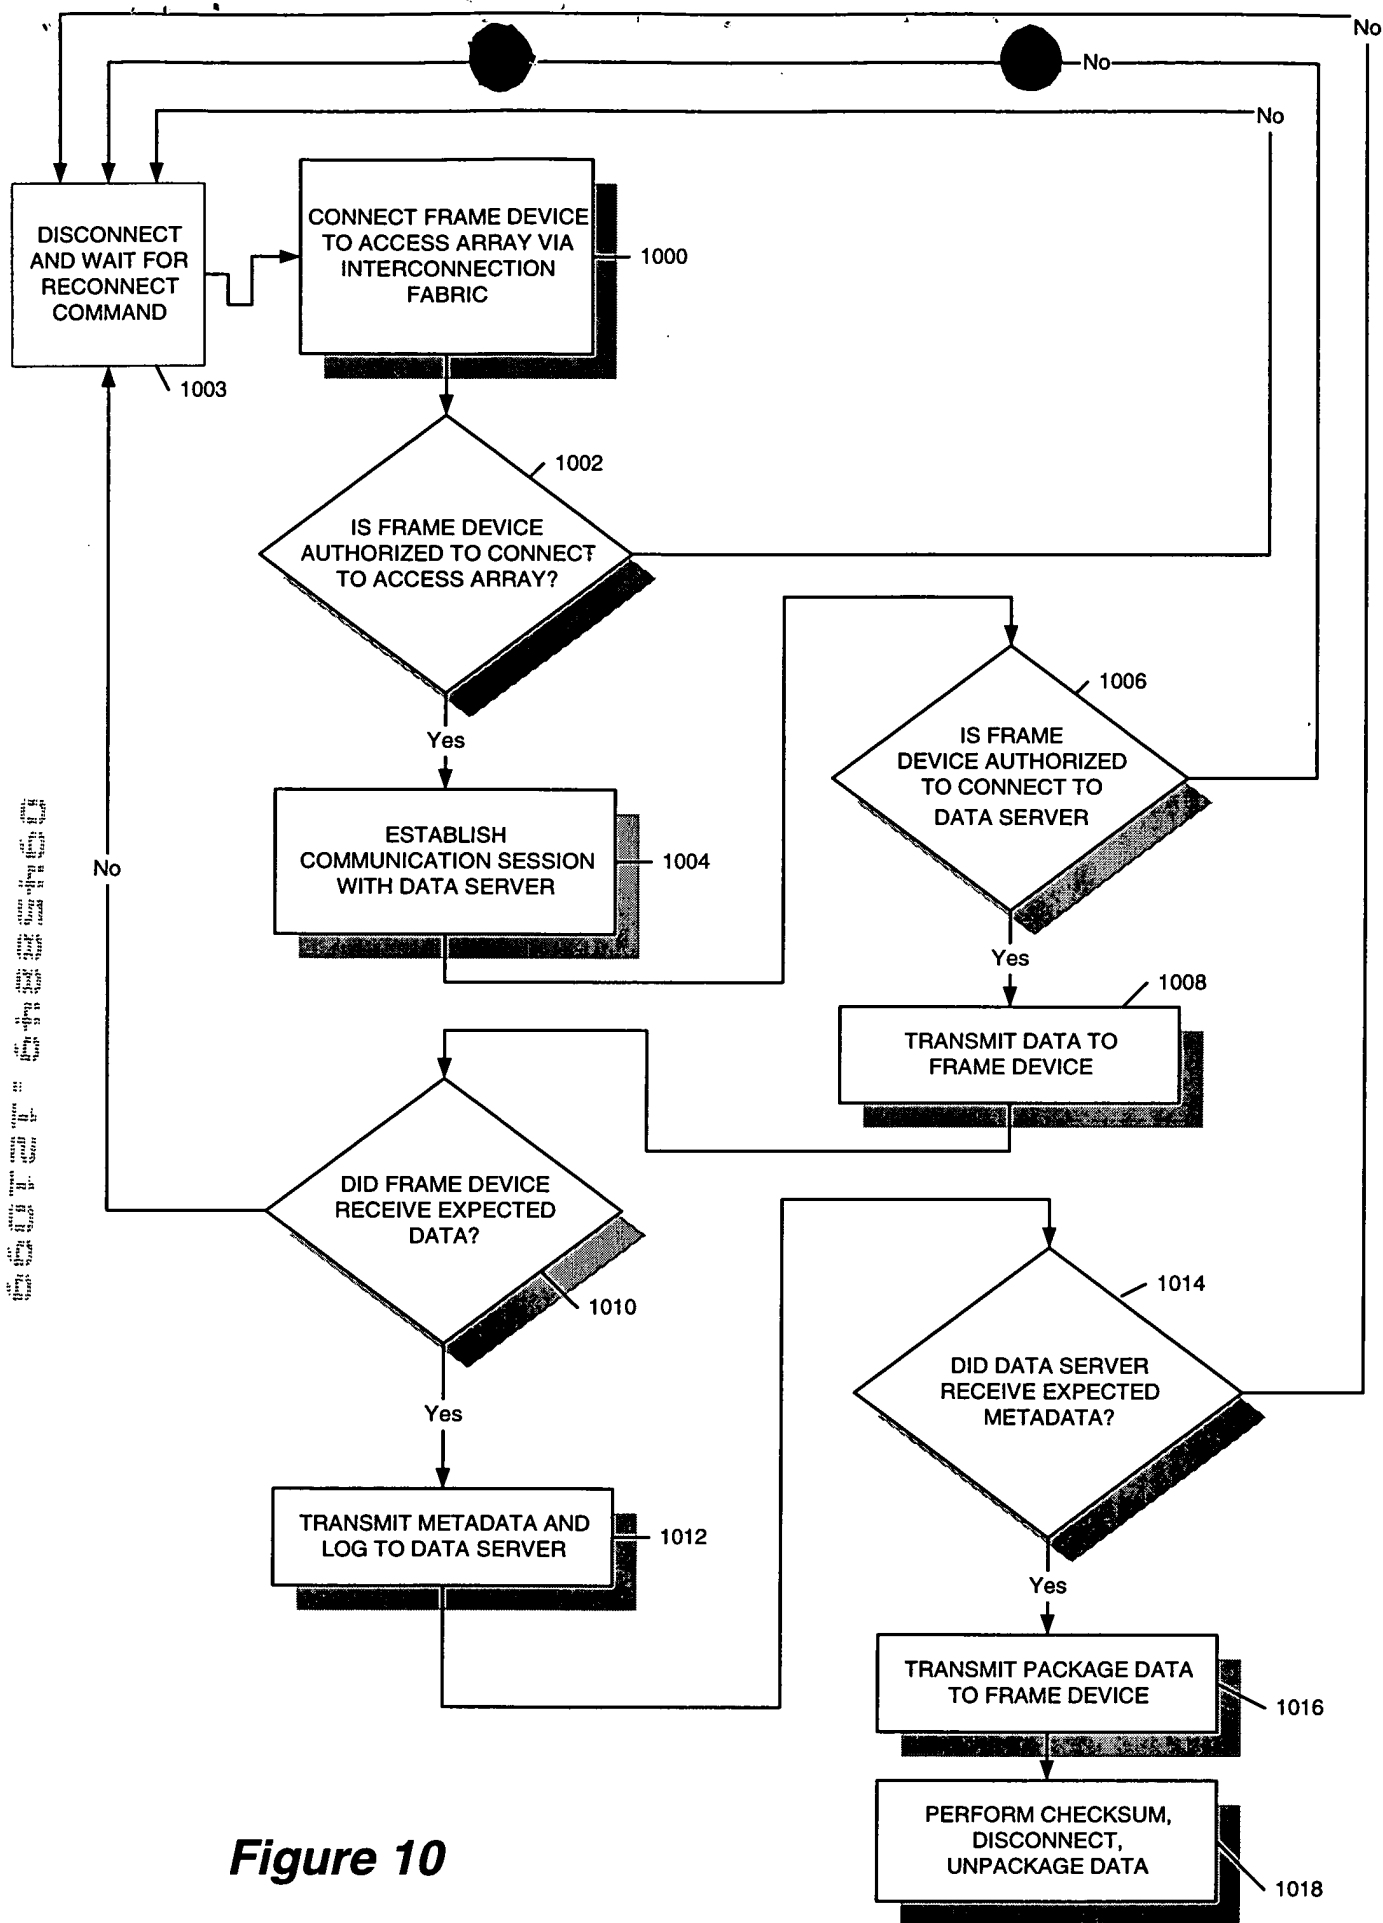 No
No
No
DISCONNECT
AND WAIT FOR
RECONNECT
COMMAND
1003
CONNECT FRAME DEVICE
TO ACCESS ARRAY VIA
INTERCONNECTION
FABRIC
1000
1002
IS FRAME DEVICE
AUTHORIZED TO CONNECT
TO ACCESS ARRAY?
Yes
ESTABLISH
COMMUNICATION SESSION
WITH DATA SERVER
1004
1006
IS FRAME
DEVICE AUTHORIZED
TO CONNECT TO
DATA SERVER
Yes
1008
TRANSMIT DATA TO
FRAME DEVICE
No
DID FRAME DEVICE
RECEIVE EXPECTED
DATA?
1010
Yes
TRANSMIT METADATA AND
LOG TO DATA SERVER
1012
1014
DID DATA SERVER
RECEIVE EXPECTED
METADATA?
Yes
TRANSMIT PACKAGE DATA
TO FRAME DEVICE
1016
PERFORM CHECKSUM,
DISCONNECT,
UNPACKAGE DATA
1018
Figure 10